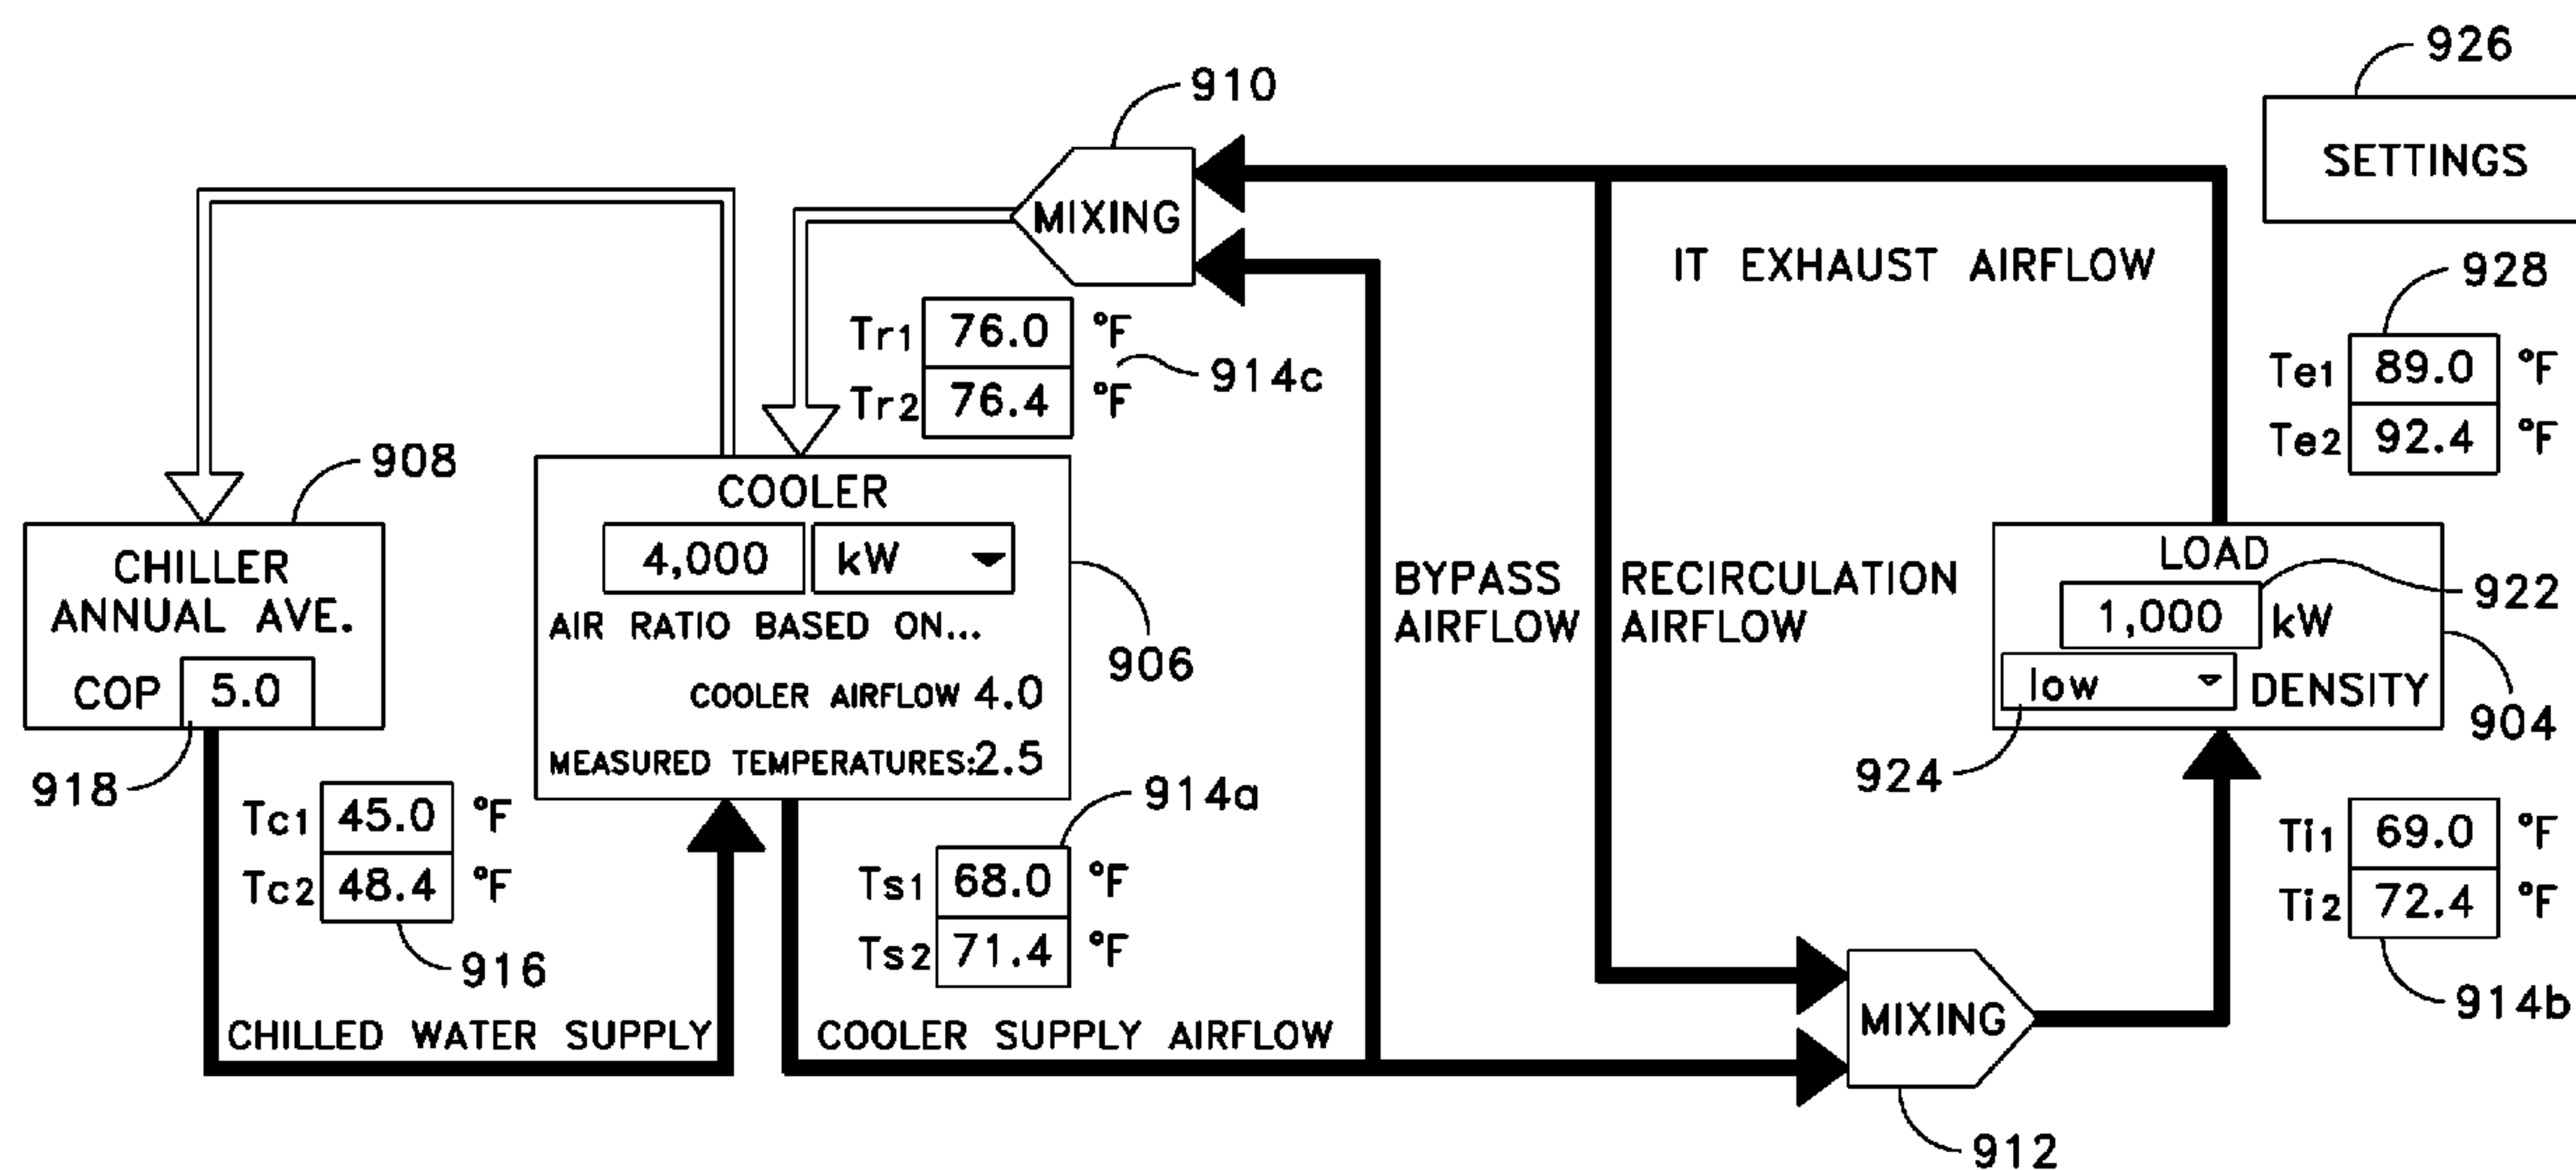 926
SETTINGS
910
MIXING
IT EXHAUST AIRFLOW
928
Te1 89.0 °F
Te2 92.4 °F
Tr1 76.0 °F
Tr2 76.4 °F
914c
908
CHILLER
ANNUAL AVE.
COP 5.0
918
COOLER
4,000 kW
AIR RATIO BASED ON...
COOLER AIRFLOW 4.0
MEASURED TEMPERATURES:2.5
906
BYPASS
AIRFLOW
RECIRCULATION
AIRFLOW
LOAD
1,000 kW
low DENSITY
922
904
924
Tc1 45.0 °F
Tc2 48.4 °F
916
914a
Ts1 68.0 °F
Ts2 71.4 °F
Ti1 69.0 °F
Ti2 72.4 °F
914b
CHILLED WATER SUPPLY
COOLER SUPPLY AIRFLOW
MIXING
912